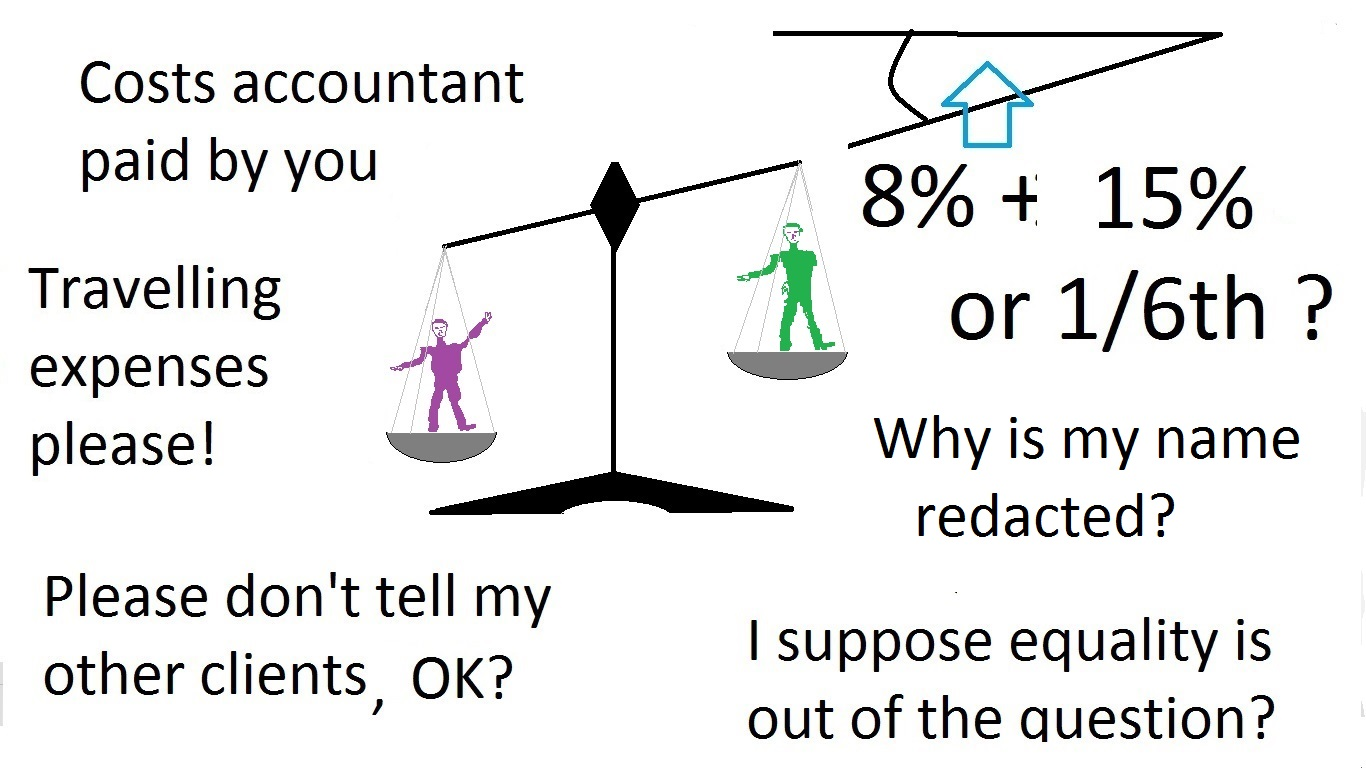 Costs accountant
paid by you
Travelling
expenses
please!
Please don't tell my
other clients, OK?
8% + 15%
or 1/6th ?
Why is my name
redacted?
I suppose equality is
out of the question?